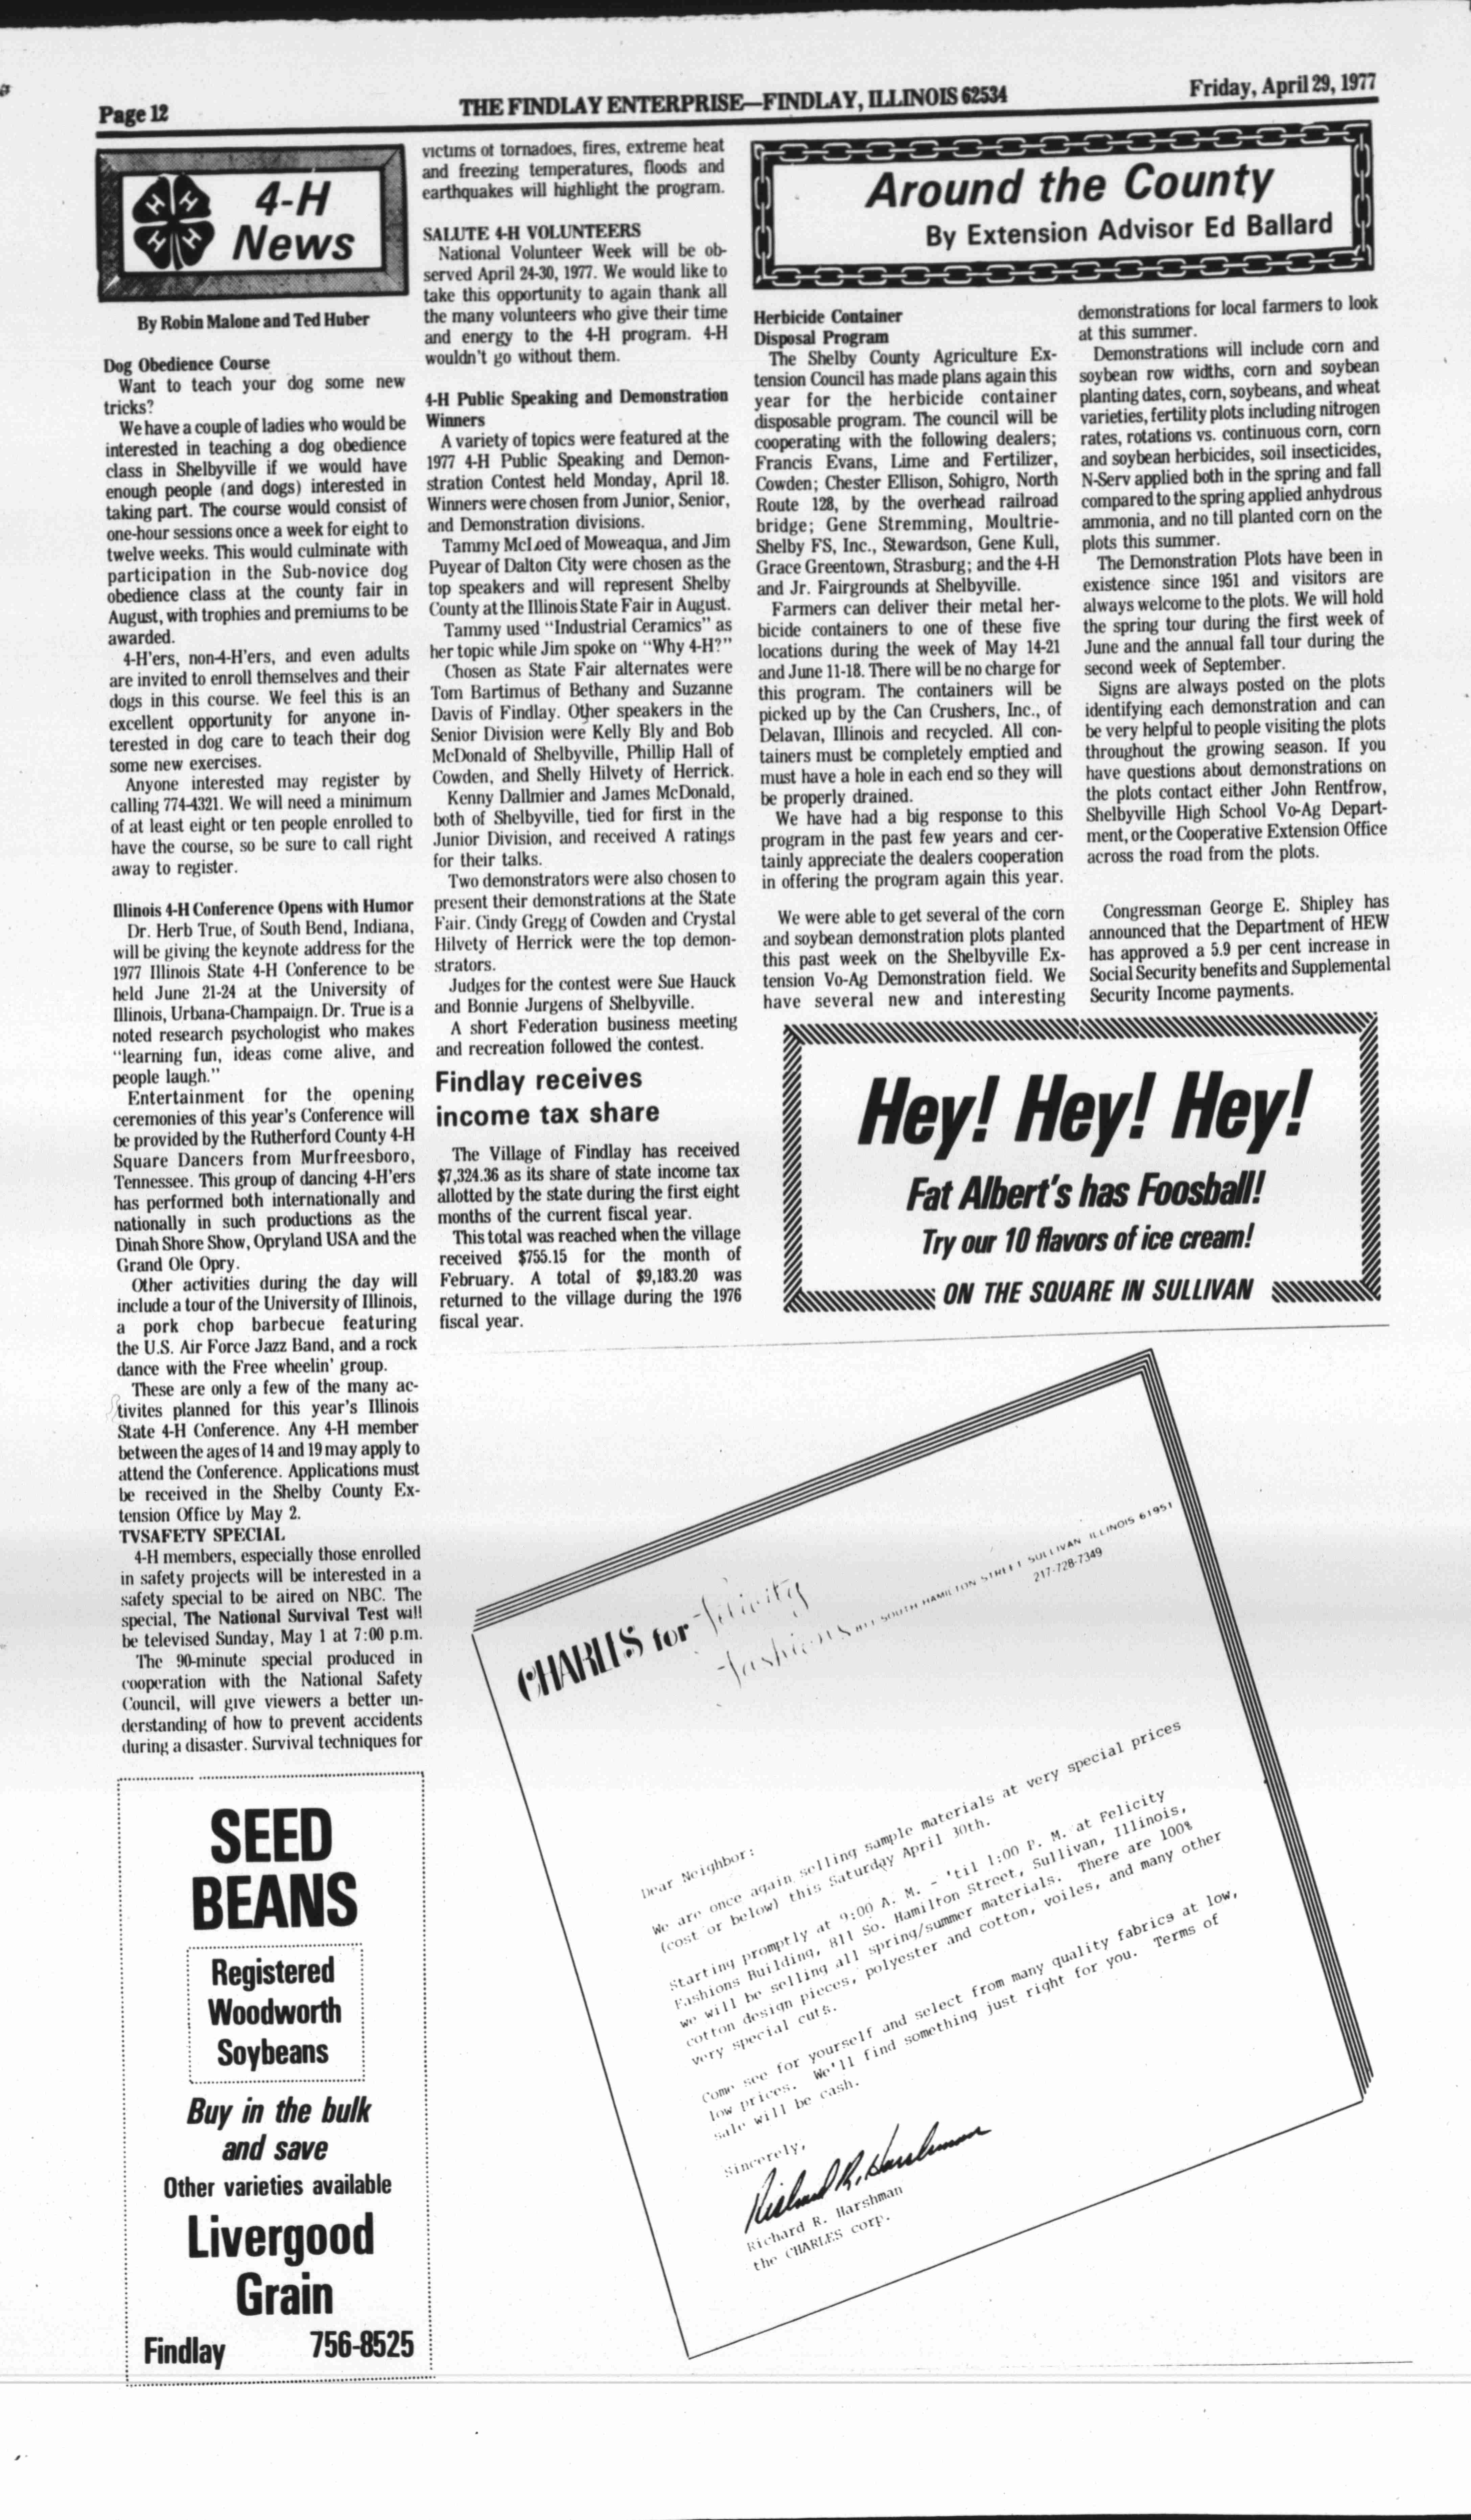 Page 12
THE FINDLAY ENTERPRISE—FINDLAY, ILLINOIS 62534
Friday, April 29, 1977
4-H
News
By Robin Malone and Ted Huber
Dog Obedience Course
Want to teach your dog some new
tricks?
We have a couple of ladies who would be
interested in teaching a dog obedience
class in Shelbyville if we would have
enough people (and dogs) interested in
taking part. The course would consist of
one-hour sessions once a week for eight to
twelve weeks. This would culminate with
participation in the Sub-novice dog
obedience class at the county fair in
August, with trophies and premiums to be
awarded.
4-H'ers, non-4-H'ers, and even adults
are invited to enroll themselves and their
dogs in this course. We feel this is an
excellent opportunity for anyone in-
terested in dog care to teach their dog
some new exercises.
Anyone interested may register by
calling 774-4321. We will need a minimum
of at least eight or ten people enrolled to
have the course, so be sure to call right
away to register.
Illinois 4-H Conference Opens with Humor
Dr. Herb True, of South Bend, Indiana,
will be giving the keynote address for the
1977 Illinois State 4-H Conference to be
held June 21-24 at the University of
Illinois, Urbana-Champaign. Dr. True is a
noted research psychologist who makes
"learning fun, ideas come alive, and
people laugh."
Entertainment for the opening
ceremonies of this year's Conference will
be provided by the Rutherford County 4-H
Square Dancers from Murfreesboro,
Tennessee. This group of dancing 4-H'ers
has performed both internationally and
nationally in such productions as the
Dinah Shore Show, Opryland USA and the
Grand Ole Opry.
Other activities during the day will
include a tour of the University of Illinois,
a pork chop barbecue featuring
the U.S. Air Force Jazz Band, and a rock
dance with the Free wheelin' group.
These are only a few of the many ac-
tivites planned for this year's Illinois
State 4-H Conference. Any 4-H member
between the ages of 14 and 19 may apply to
attend the Conference. Applications must
be received in the Shelby County Ex-
tension Office by May 2.
TVSAFETY SPECIAL
4-H members, especially those enrolled
in safety projects will be interested in a
safety special to be aired on NBC. The
special, The National Survival Test will
be televised Sunday, May 1 at 7:00 p.m.
The 90-minute special produced in
cooperation with the National Safety
Council, will give viewers a better un-
derstanding of how to prevent accidents
during a disaster. Survival techniques for
victims of tornadoes, fires, extreme heat
and freezing temperatures, floods and
earthquakes will highlight the program.
SALUTE 4-H VOLUNTEERS
National Volunteer Week will be ob-
served April 24-30, 1977. We would like to
take this opportunity to again thank all
the many volunteers who give their time
and energy to the 4-H program. 4-H
wouldn't go without them.
4-H Public Speaking and Demonstration
Winners
A variety of topics were featured at the
1977 4-H Public Speaking and Demon-
stration Contest held Monday, April 18.
Winners were chosen from Junior, Senior,
and Demonstration divisions.
Tammy McLoed of Moweaqua, and Jim
Puyear of Dalton City were chosen as the
top speakers and will represent Shelby
County at the Illinois State Fair in August.
Tammy used "Industrial Ceramics" as
her topic while Jim spoke on "Why 4-H?"
Chosen as State Fair alternates were
Tom Bartimus of Bethany and Suzanne
Davis of Findlay. Other speakers in the
Senior Division were Kelly Bly and Bob
McDonald of Shelbyville, Phillip Hall of
Cowden, and Shelly Hilvety of Herrick.
Kenny Dallmier and James McDonald,
both of Shelbyville, tied for first in the
Junior Division, and received A ratings
for their talks.
Two demonstrators were also chosen to
present their demonstrations at the State
Fair. Cindy Gregg of Cowden and Crystal
Hilvety of Herrick were the top demon-
strators.
Judges for the contest were Sue Hauck
and Bonnie Jurgens of Shelbyville.
A short Federation business meeting
and recreation followed the contest.
Findlay receives
income tax share
The Village of Findlay has received
$7,324.36 as its share of state income tax
allotted by the state during the first eight
months of the current fiscal year.
This total was reached when the village
received $755.15 for the month of
February. A total of $9,183.20 was
returned to the village during the 1976
fiscal year.
Around the County
By Extension Advisor Ed Ballard
Herbicide Container
Disposal Program
The Shelby County Agriculture Ex-
tension Council has made plans again this
year for the herbicide container
disposable program. The council will be
cooperating with the following dealers;
Francis Evans, Lime and Fertilizer,
Cowden; Chester Ellison, Sohigro, North
Route 128, by the overhead railroad
bridge; Gene Stremming, Moultrie-
Shelby FS, Inc., Stewardson, Gene Kull,
Grace Greentown, Strasburg; and the 4-H
and Jr. Fairgrounds at Shelbyville.
Farmers can deliver their metal her-
bicide containers to one of these five
locations during the week of May 14-21
and June 11-18. There will be no charge for
this program. The containers will be
picked up by the Can Crushers, Inc., of
Delavan, Illinois and recycled. All con-
tainers must be completely emptied and
must have a hole in each end so they will
be properly drained.
We have had a big response to this
program in the past few years and cer-
tainly appreciate the dealers cooperation
in offering the program again this year.
We were able to get several of the corn
and soybean demonstration plots planted
this past week on the Shelbyville Ex-
tension Vo-Ag Demonstration field. We
have several new and interesting
demonstrations for local farmers to look
at this summer.
Demonstrations will include corn and
soybean row widths, corn and soybean
planting dates, corn, soybeans, and wheat
varieties, fertility plots including nitrogen
rates, rotations vs. continuous corn, corn
and soybean herbicides, soil insecticides,
N-Serv applied both in the spring and fall
compared to the spring applied anhydrous
ammonia, and no till planted corn on the
plots this summer.
The Demonstration Plots have been in
existence since 1951 and visitors are
always welcome to the plots. We will hold
the spring tour during the first week of
June and the annual fall tour during the
second week of September.
Signs are always posted on the plots
identifying each demonstration and can
be very helpful to people visiting the plots
throughout the growing season. If you
have questions about demonstrations on
the plots contact either John Rentfrow,
Shelbyville High School Vo-Ag Depart-
ment, or the Cooperative Extension Office
across the road from the plots.
Congressman George E. Shipley has
announced that the Department of HEW
has approved a 5.9 per cent increase in
Social Security benefits and Supplemental
Security Income payments.
Hey! Hey! Hey!
Fat Albert's has Foosball!
Try our 10 flavors of ice cream!
ON THE SQUARE IN SULLIVAN
SEED
BEANS
Registered
Woodworth
Soybeans
Buy in the bulk
and save
Other varieties available
Livergood
Grain
Findlay 756-8525
CHARLES for Felicity
Fashions
SOUTH HAMILTON STREET SULLIVAN ILLINOIS 61951
217-728-7349
Dear Neighbor:
We are once again selling sample materials at very special prices
(cost or below) this Saturday April 30th.
Starting promptly at 9:00 A. M. - 'til 1:00 P. M. at Felicity
Fashions Building, 811 So. Hamilton Street, Sullivan, Illinois,
we will be selling all spring/summer materials. There are 100%
cotton design pieces, polyester and cotton, voiles, and many other
very special cuts.
Come see for yourself and select from many quality fabrics at low,
low prices. We'll find something just right for you. Terms of
sale will be cash.
Sincerely,
Richard R. Harshman
Richard R. Harshman
the CHARLES corp.